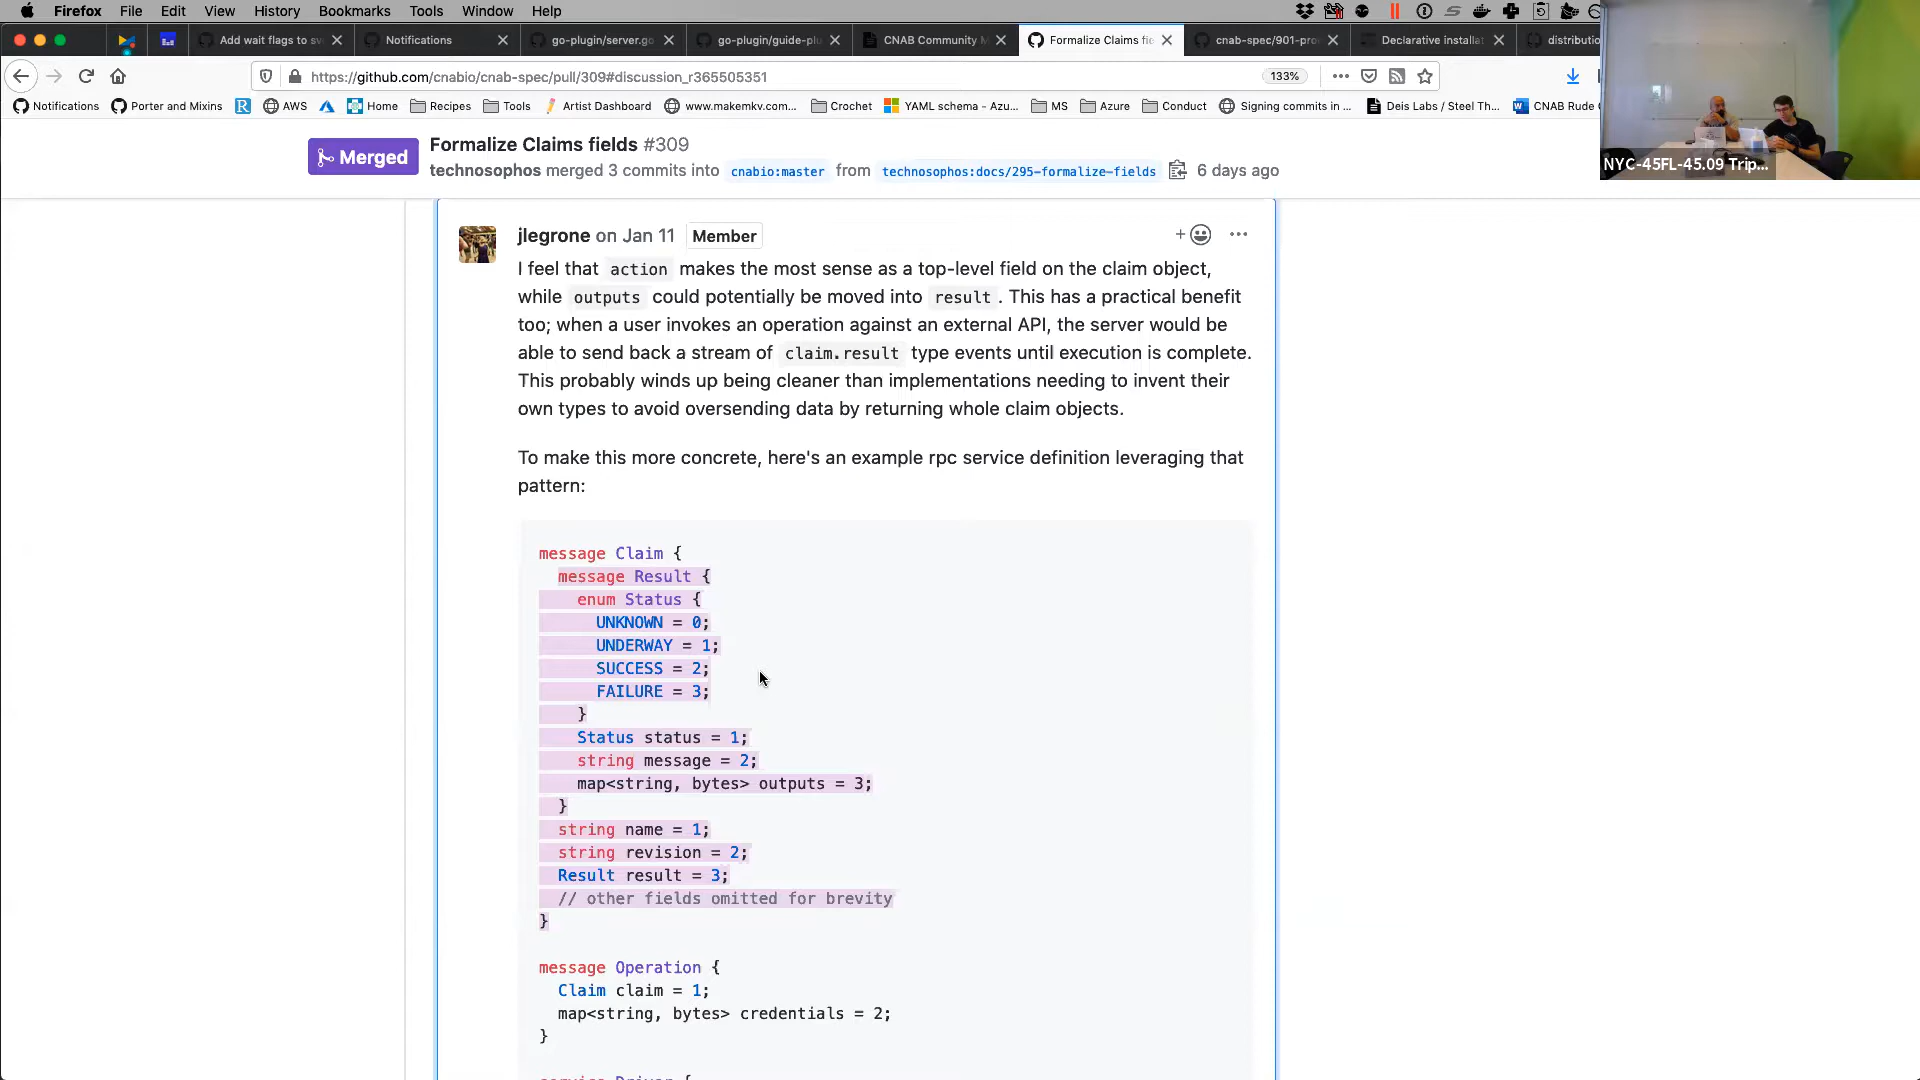 Firefox File Edit View History Bookmarks Tools Window Help
Add wait flags to sv
Notifications
go-plugin/server.go
go-plugin/guide-plu
CNAB Community M
Formalize Claims fie
cnab-spec/901-pro
Declarative installat
distributio
https://github.com/cnabio/cnab-spec/pull/309#discussion_r365505351
133%
Notifications
Porter and Mixins
R
AWS
Home
Recipes
Tools
Artist Dashboard
www.makemkv.com...
Crochet
YAML schema - Azu...
MS
Azure
Conduct
Signing commits in ...
Deis Labs / Steel Th...
CNAB Rude
NYC-45FL-45.09 Trip...
Merged
Formalize Claims fields #309
technosophos merged 3 commits into cnabio:master from technosophos:docs/295-formalize-fields 6 days ago
jlegrone on Jan 11 Member
I feel that action makes the most sense as a top-level field on the claim object,
while outputs could potentially be moved into result . This has a practical benefit
too; when a user invokes an operation against an external API, the server would be
able to send back a stream of claim.result type events until execution is complete.
This probably winds up being cleaner than implementations needing to invent their
own types to avoid oversending data by returning whole claim objects.
To make this more concrete, here's an example rpc service definition leveraging that
pattern:
message Claim {
message Result {
enum Status {
UNKNOWN = 0;
UNDERWAY = 1;
SUCCESS = 2;
FAILURE = 3;
}
Status status = 1;
string message = 2;
map<string, bytes> outputs = 3;
}
string name = 1;
string revision = 2;
Result result = 3;
// other fields omitted for brevity
}
message Operation {
Claim claim = 1;
map<string, bytes> credentials = 2;
}